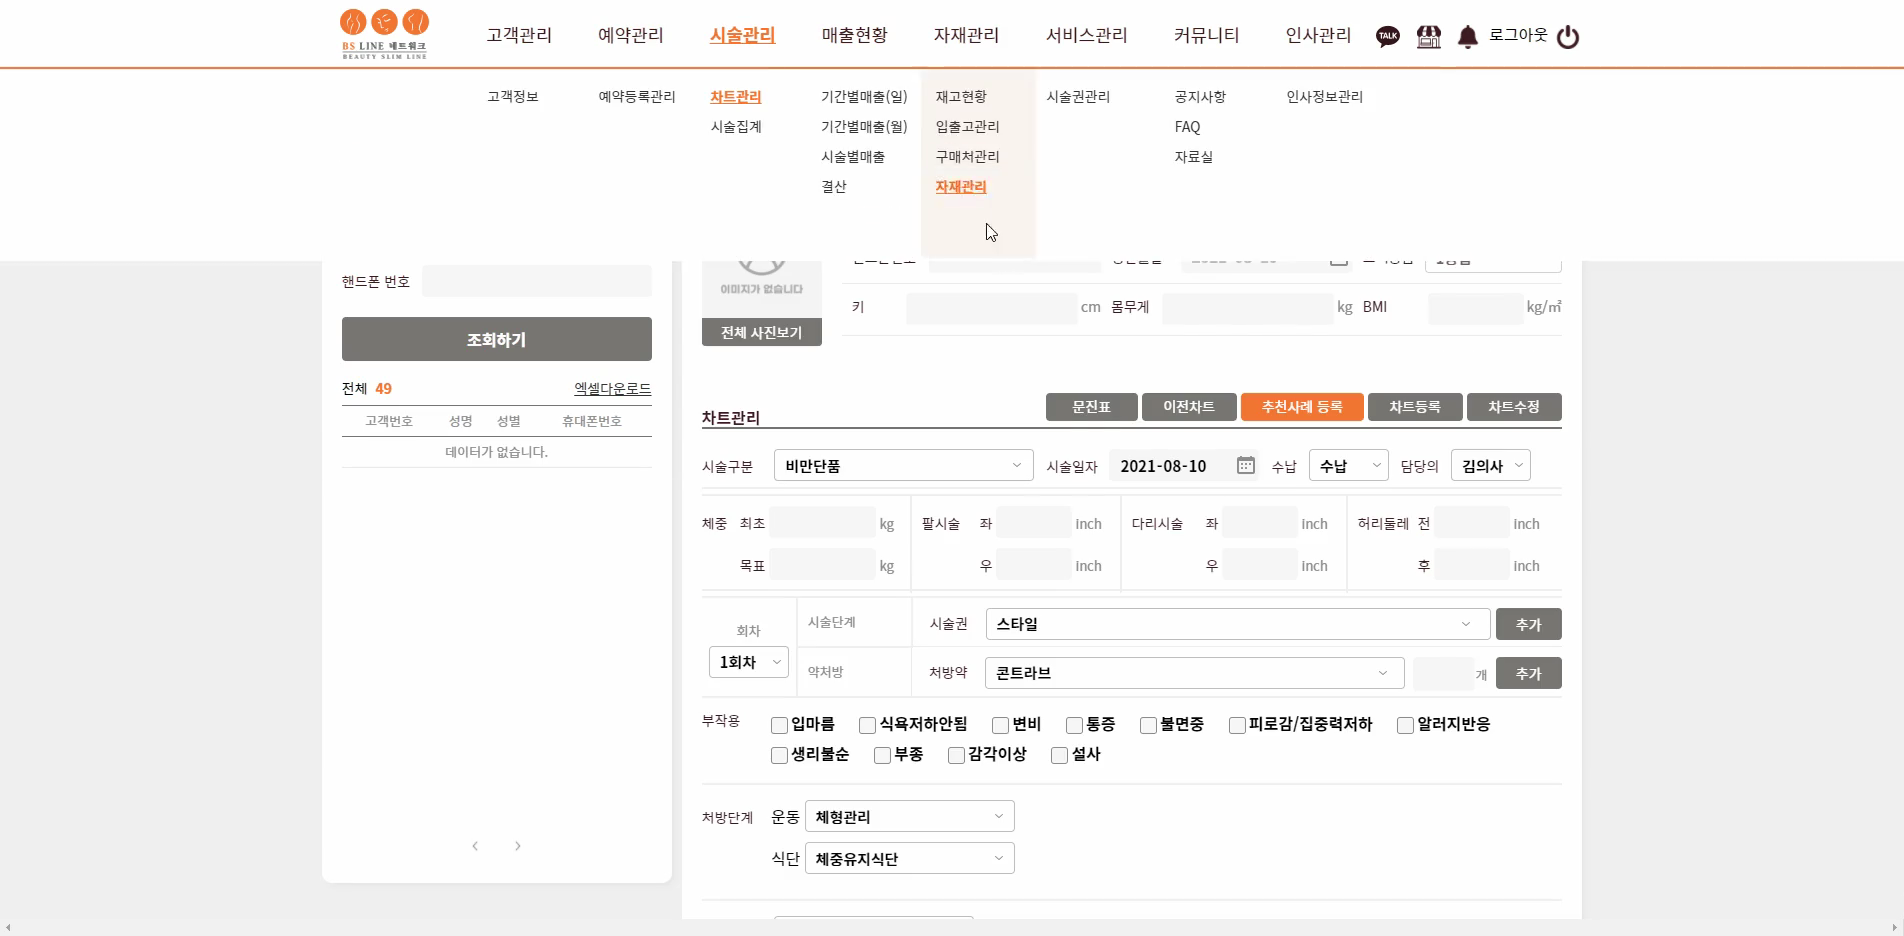 BS LINE 네트워크
BEAUTY SLIM LINE
고객관리 예약관리 시술관리 매출현황 자재관리 서비스관리 커뮤니티 인사관리 TALK 로그아웃
고객정보 예약등록관리 차트관리 기간별매출(일) 재고현황 시술권관리 공지사항 인사정보관리
시술집계 기간별매출(월) 입출고관리 FAQ
시술별매출 구매처관리 자료실
결산 자재관리
핸드폰 번호
조회하기
전체 49 엑셀다운로드
고객번호 성명 성별 휴대폰번호
데이터가 없습니다.
이미지가 없습니다
전체 사진보기
키 cm 몸무게 kg BMI kg/㎡
차트관리 문진표 이전차트 추천사례 등록 차트등록 차트수정
시술구분 비만단품 시술일자 2021-08-10 수납 수납 담당의 김의사
체중 최초 kg 팔시술 좌 inch 다리시술 좌 inch 허리둘레 전 inch
목표 kg 우 inch 우 inch 후 inch
회차 시술단계 시술권 스타일 추가
1회차 약처방 처방약 콘트라브 개 추가
부작용 입마름 식욕저하안됨 변비 통증 불면중 피로감/집중력저하 알러지반응
생리불순 부종 감각이상 설사
처방단계 운동 체형관리
식단 체중유지식단